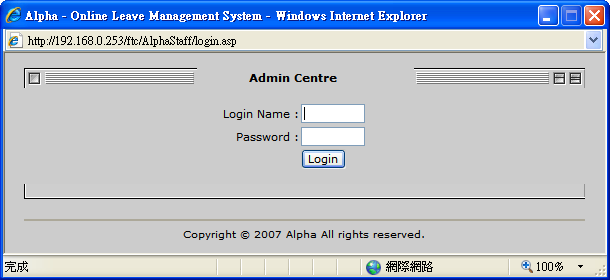 Alpha - Online Leave Management System - Windows Internet Explorer
http://192.168.0.253/ftc/AlphaStaff/login.asp
Admin Centre
Login Name :
Password :
Login
Copyright © 2007 Alpha All rights reserved.
完成 網際網路 100%